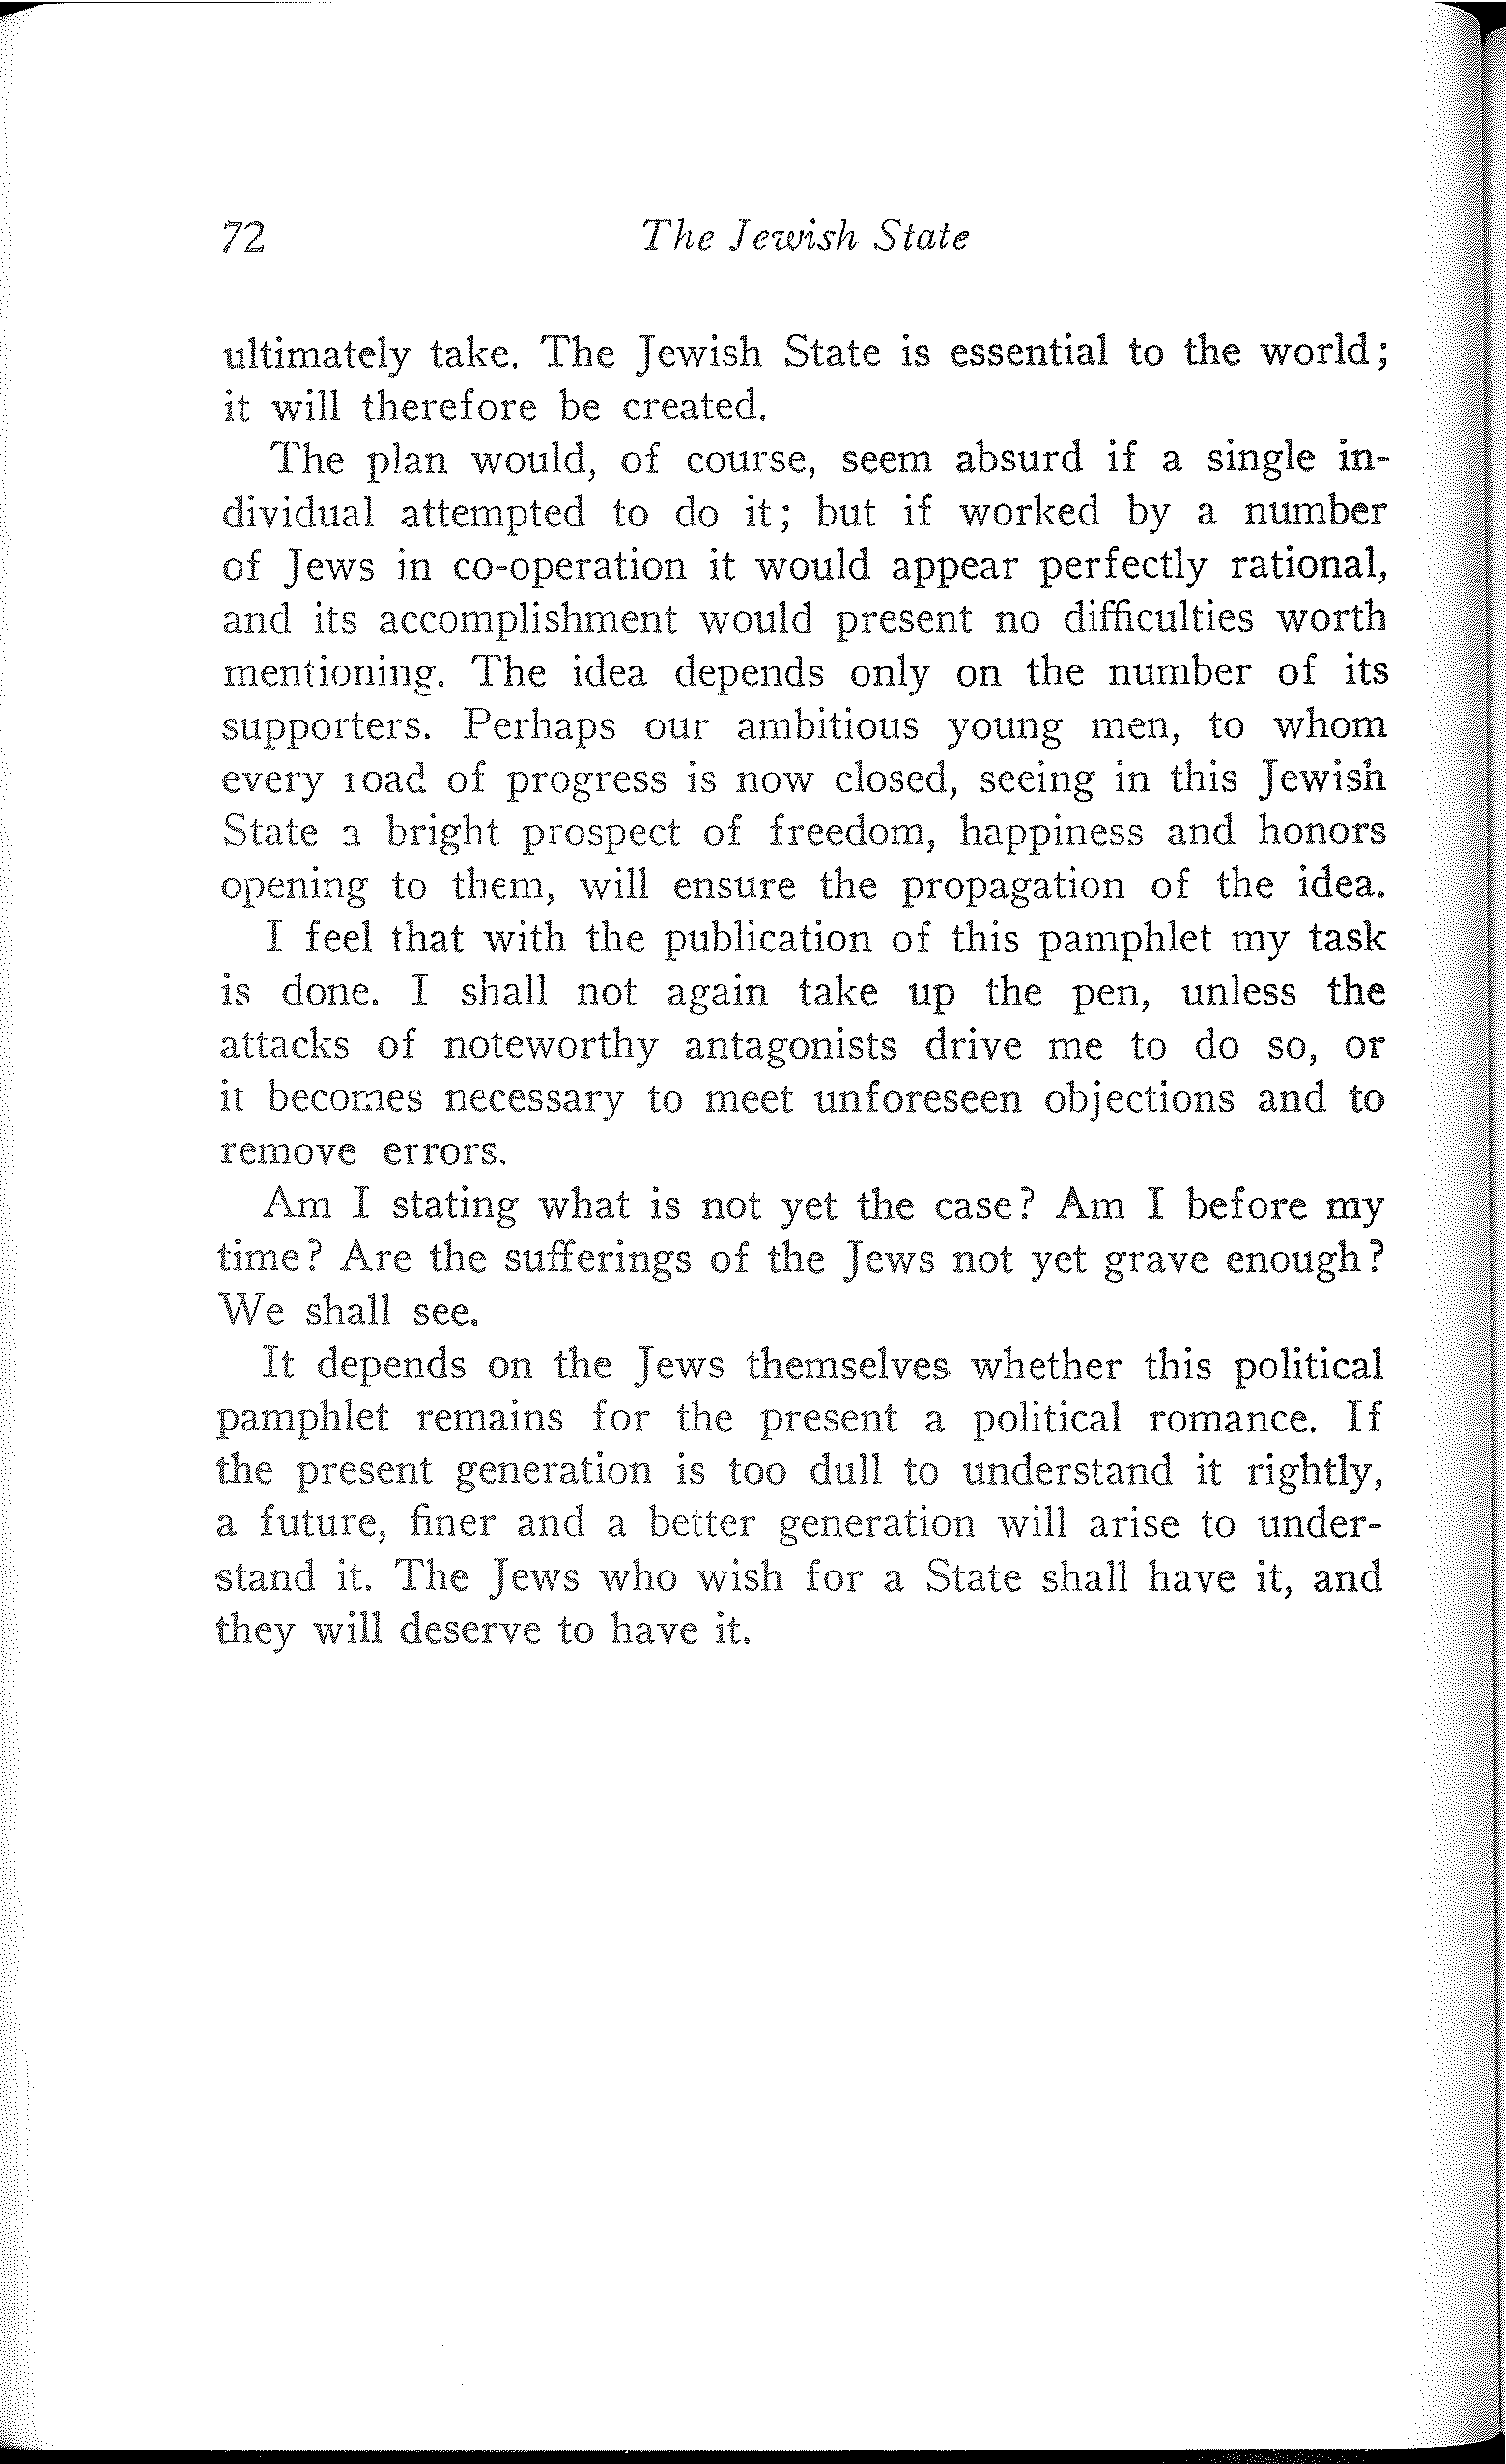 72 The Jewish State
ultimately take. The Jewish State is essential to the world;
it will therefore be created.
The plan would, of course, seem absurd if a single in-
dividual attempted to do it; but if worked by a number
of Jews in co-operation it would appear perfectly rational,
and its accomplishment would present no difficulties worth
mentioning. The idea depends only on the number of its
supporters. Perhaps our ambitious young men, to whom
every road of progress is now closed, seeing in this Jewish
State a bright prospect of freedom, happiness and honors
opening to them, will ensure the propagation of the idea.
I feel that with the publication of this pamphlet my task
is done. I shall not again take up the pen, unless the
attacks of noteworthy antagonists drive me to do so, or
it becomes necessary to meet unforeseen objections and to
remove errors.
Am I stating what is not yet the case? Am I before my
time? Are the sufferings of the Jews not yet grave enough?
We shall see.
It depends on the Jews themselves whether this political
pamphlet remains for the present a political romance. If
the present generation is too dull to understand it rightly,
a future, finer and a better generation will arise to under-
stand it. The Jews who wish for a State shall have it, and
they will deserve to have it.